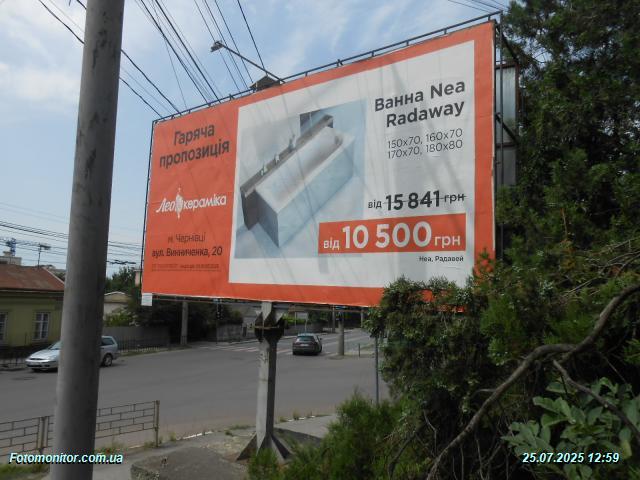 Гаряча
пропозиція
Лео кераміка
м. Чернівці
вул. Винниченка, 20
Ванна Nea
Radaway
150x70, 160x70
170x70, 180x80
від 15 841 грн
від 10 500 грн
Неа, Радавей
Fotomonitor.com.ua
25.07.2025 12:59